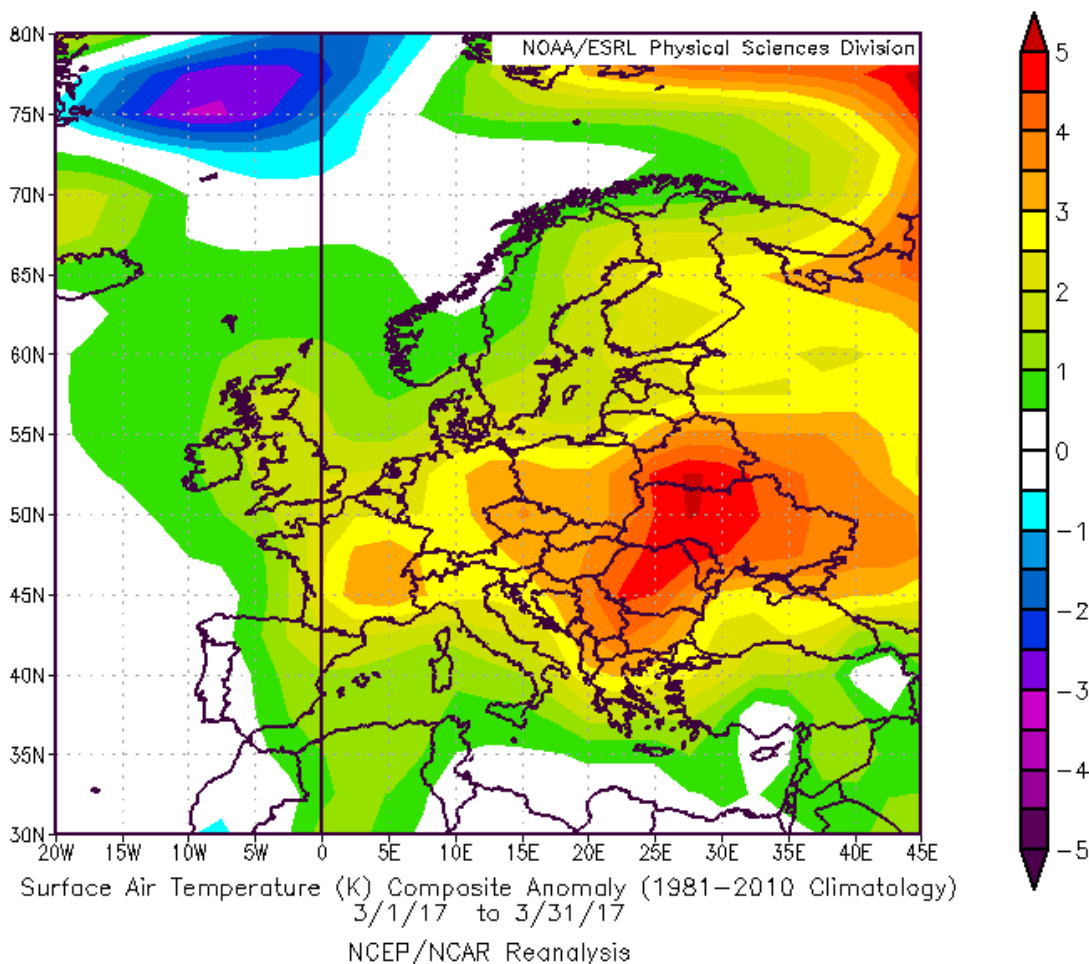 NOAA/ESRL Physical Sciences Division
80N
75N
70N
65N
60N
55N
50N
45N
40N
35N
30N
20W 15W 10W 5W 0 5E 10E 15E 20E 25E 30E 35E 40E 45E
5
4
3
2
1
0
-1
-2
-3
-4
-5
Surface Air Temperature (K) Composite Anomaly (1981-2010 Climatology)
3/1/17 to 3/31/17
NCEP/NCAR Reanalysis